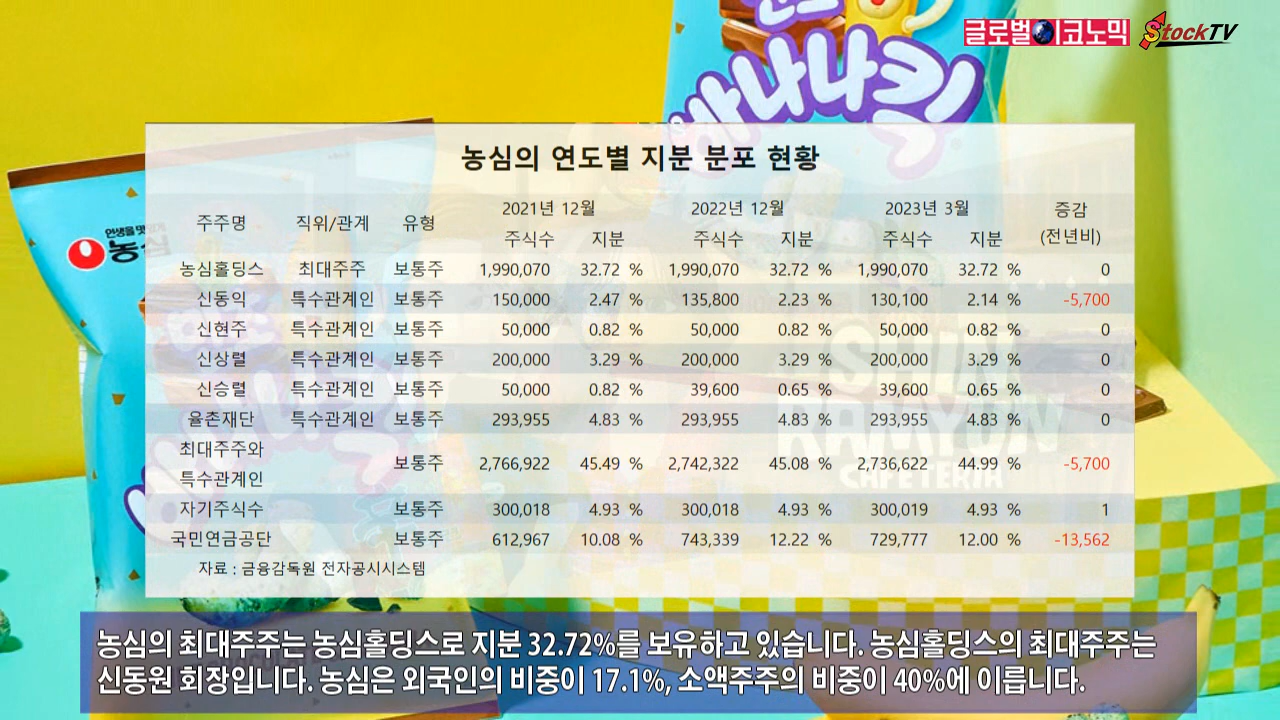 글로벌이코노믹 StockTV
바나나킥
농심의 연도별 지분 분포 현황
주주명 직위/관계 유형 2021년 12월 2022년 12월 2023년 3월 증감
주식수 지분 주식수 지분 주식수 지분 (전년비)
농심홀딩스 최대주주 보통주 1,990,070 32.72 % 1,990,070 32.72 % 1,990,070 32.72 % 0
신동익 특수관계인 보통주 150,000 2.47 % 135,800 2.23 % 130,100 2.14 % -5,700
신현주 특수관계인 보통주 50,000 0.82 % 50,000 0.82 % 50,000 0.82 % 0
신상렬 특수관계인 보통주 200,000 3.29 % 200,000 3.29 % 200,000 3.29 % 0
신승렬 특수관계인 보통주 50,000 0.82 % 39,600 0.65 % 39,600 0.65 % 0
율촌재단 특수관계인 보통주 293,955 4.83 % 293,955 4.83 % 293,955 4.83 % 0
최대주주와
특수관계인 보통주 2,766,922 45.49 % 2,742,322 45.08 % 2,736,622 44.99 % -5,700
자기주식수 보통주 300,018 4.93 % 300,018 4.93 % 300,019 4.93 % 1
국민연금공단 보통주 612,967 10.08 % 743,339 12.22 % 729,777 12.00 % -13,562
자료 : 금융감독원 전자공시시스템
인생을 맛
농심
SHIN
RAMYUN
CAFETERIA
농심의 최대주주는 농심홀딩스로 지분 32.72%를 보유하고 있습니다. 농심홀딩스의 최대주주는
신동원 회장입니다. 농심은 외국인의 비중이 17.1%, 소액주주의 비중이 40%에 이릅니다.